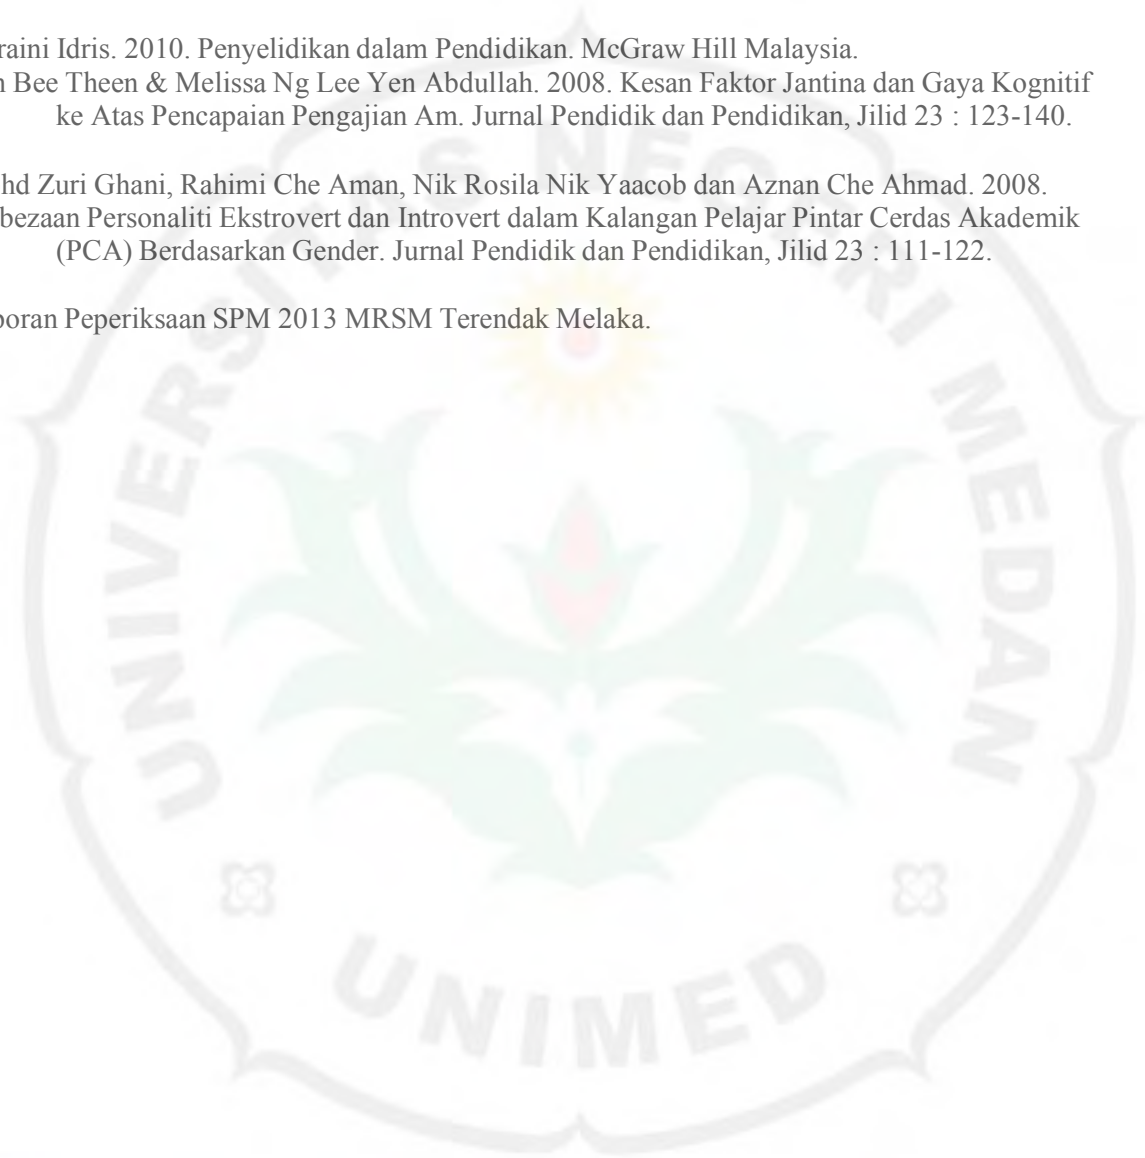 raini Idris. 2010. Penyelidikan dalam Pendidikan. McGraw Hill Malaysia.
n Bee Theen & Melissa Ng Lee Yen Abdullah. 2008. Kesan Faktor Jantina dan Gaya Kognitif
ke Atas Pencapaian Pengajian Am. Jurnal Pendidik dan Pendidikan, Jilid 23 : 123-140.
hd Zuri Ghani, Rahimi Che Aman, Nik Rosila Nik Yaacob dan Aznan Che Ahmad. 2008.
bezaan Personaliti Ekstrovert dan Introvert dalam Kalangan Pelajar Pintar Cerdas Akademik
(PCA) Berdasarkan Gender. Jurnal Pendidik dan Pendidikan, Jilid 23 : 111-122.
poran Peperiksaan SPM 2013 MRSM Terendak Melaka.
UNIVERSITAS NEGERI MEDAN
UNIMED